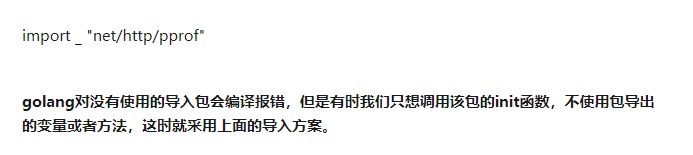 import _ "net/http/pprof"
golang对没有使用的导入包会编译报错，但是有时我们只想调用该包的init函数，不使用包导出
的变量或者方法，这时就采用上面的导入方案。